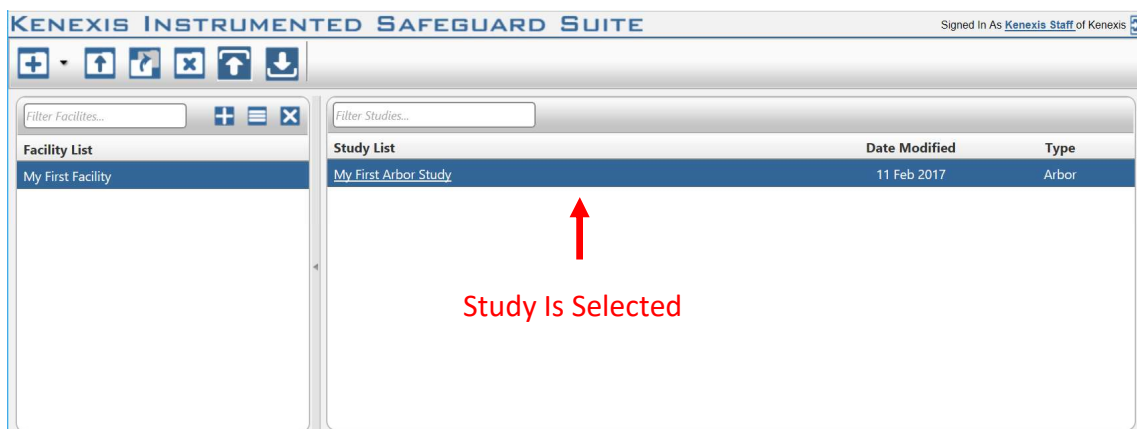 KENEXIS INSTRUMENTED SAFEGUARD SUITE
Signed In As Kenexis Staff of Kenexis
Filter Facilites...
Filter Studies...
Facility List
Study List Date Modified Type
My First Facility
My First Arbor Study 11 Feb 2017 Arbor
Study Is Selected